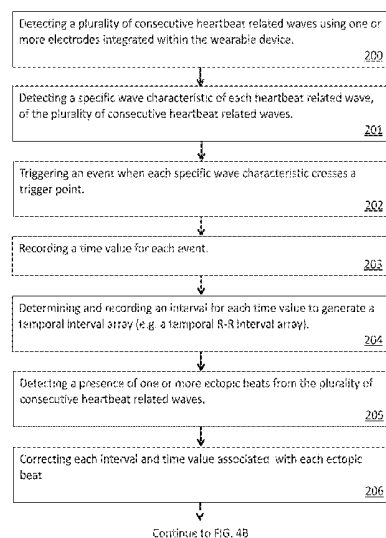 Detecting a plurality of consecutive heartbeat related waves using one or
more electrodes integrated within the wearable device.
200
Detecting a specific wave characteristic of each heartbeat related wave,
of the plurality of consecutive heartbeat related waves.
201
Triggering an event when each specific wave characteristic crosses a
trigger point.
202
Recording a time value for each event.
203
Determining and recording an interval for each time value to generate a
temporal interval array (e.g. a temporal R-R interval array).
204
Detecting a presence of one or more ectopic beats from the plurality of
consecutive heartbeat related waves.
205
Correcting each interval and time value associated with each ectopic
beat
206
Continue to FIG. 4B